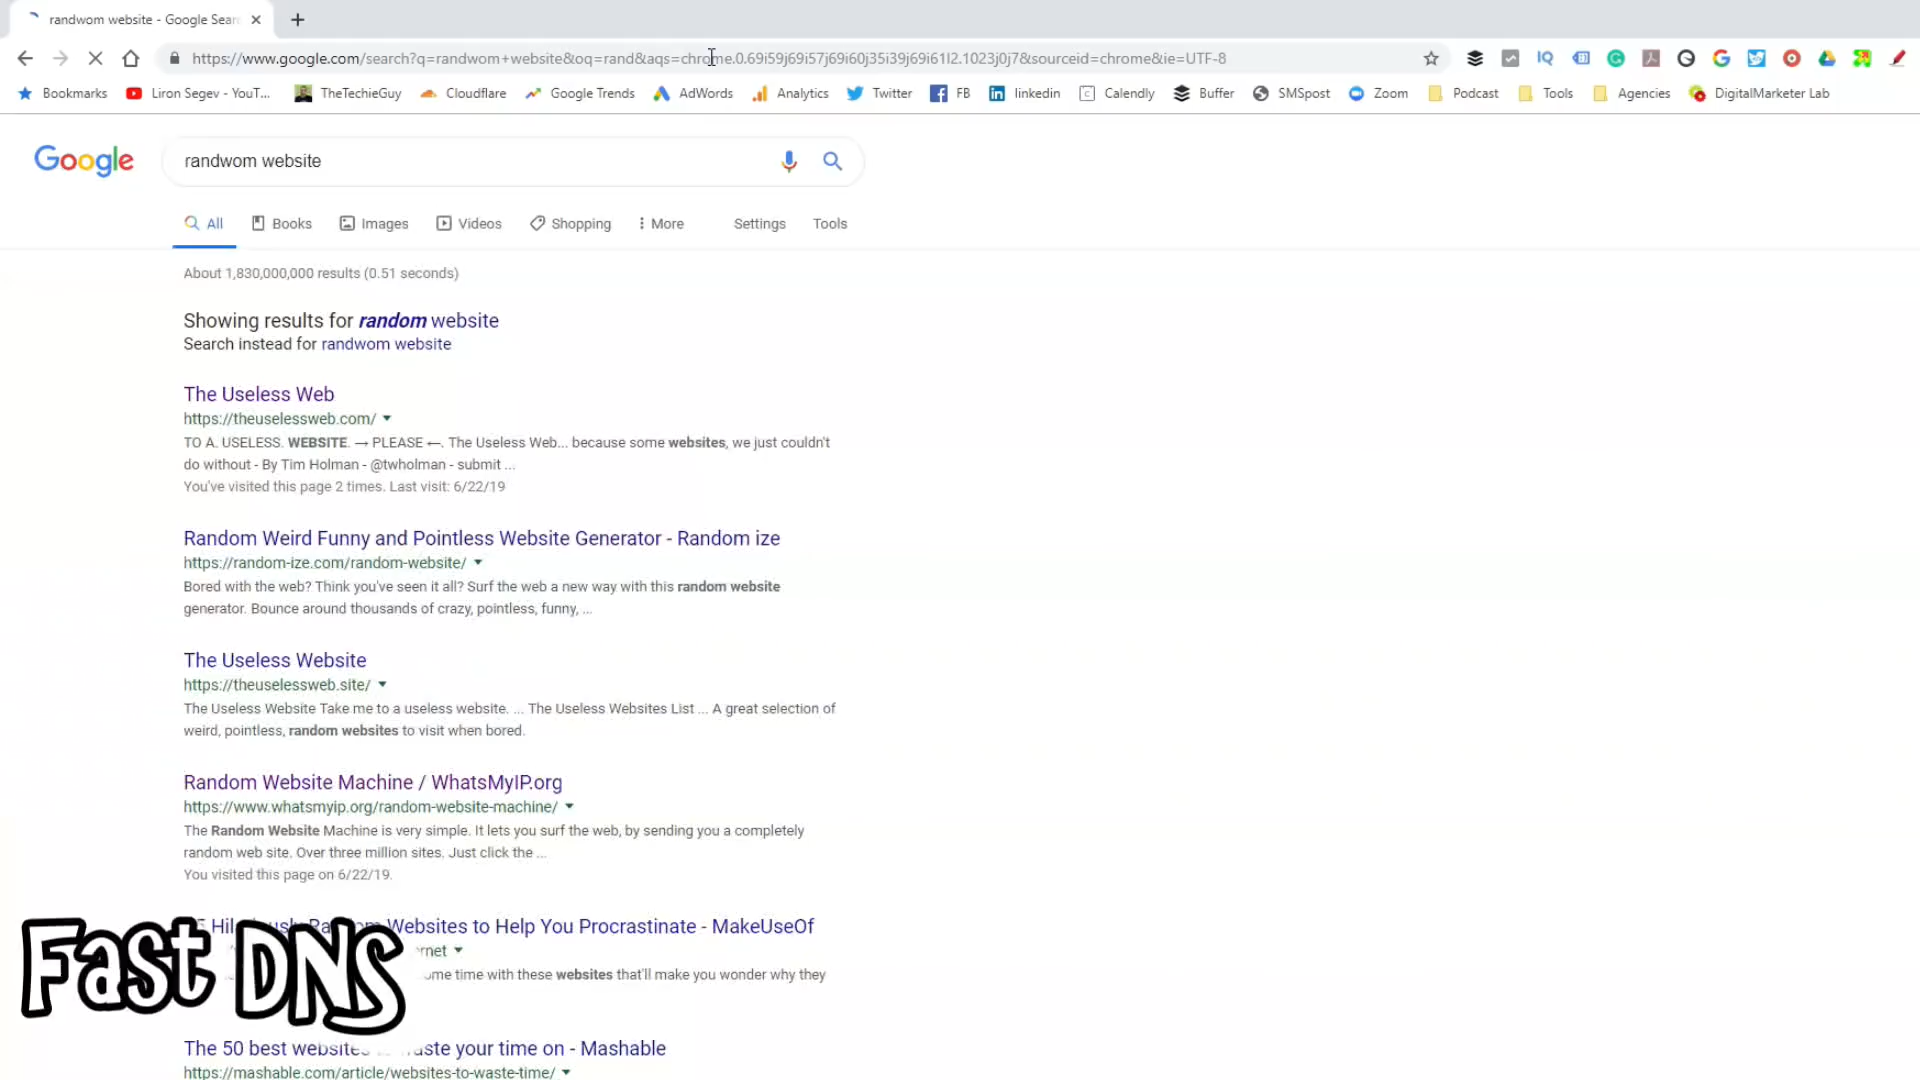 randwom website - Google Sear
https://www.google.com/search?q=randwom+website&oq=rand&aqs=chrome.0.69i59j69i57j69i60j35i39j69i61l2.1023j0j7&sourceid=chrome&ie=UTF-8
Bookmarks Liron Segev - YouT... TheTechieGuy Cloudflare Google Trends AdWords Analytics Twitter FB linkedin Calendly Buffer SMSpost Zoom Podcast Tools Agencies DigitalMarketer Lab
Google randwom website
All Books Images Videos Shopping More Settings Tools
About 1,830,000,000 results (0.51 seconds)
Showing results for random website
Search instead for randwom website
The Useless Web
https://theuselessweb.com/
TO A. USELESS. WEBSITE. → PLEASE ←. The Useless Web... because some websites, we just couldn't
do without - By Tim Holman - @twholman - submit ...
You've visited this page 2 times. Last visit: 6/22/19
Random Weird Funny and Pointless Website Generator - Random ize
https://random-ize.com/random-website/
Bored with the web? Think you've seen it all? Surf the web a new way with this random website
generator. Bounce around thousands of crazy, pointless, funny, ...
The Useless Website
https://theuselessweb.site/
The Useless Website Take me to a useless website. ... The Useless Websites List ... A great selection of
weird, pointless, random websites to visit when bored.
Random Website Machine / WhatsMyIP.org
https://www.whatsmyip.org/random-website-machine/
The Random Website Machine is very simple. It lets you surf the web, by sending you a completely
random web site. Over three million sites. Just click the ...
You visited this page on 6/22/19.
Websites to Help You Procrastinate - MakeUseOf
time with these websites that'll make you wonder why they
Fast DNS
The 50 best websites your time on - Mashable
https://mashable.com/article/websites-to-waste-time/